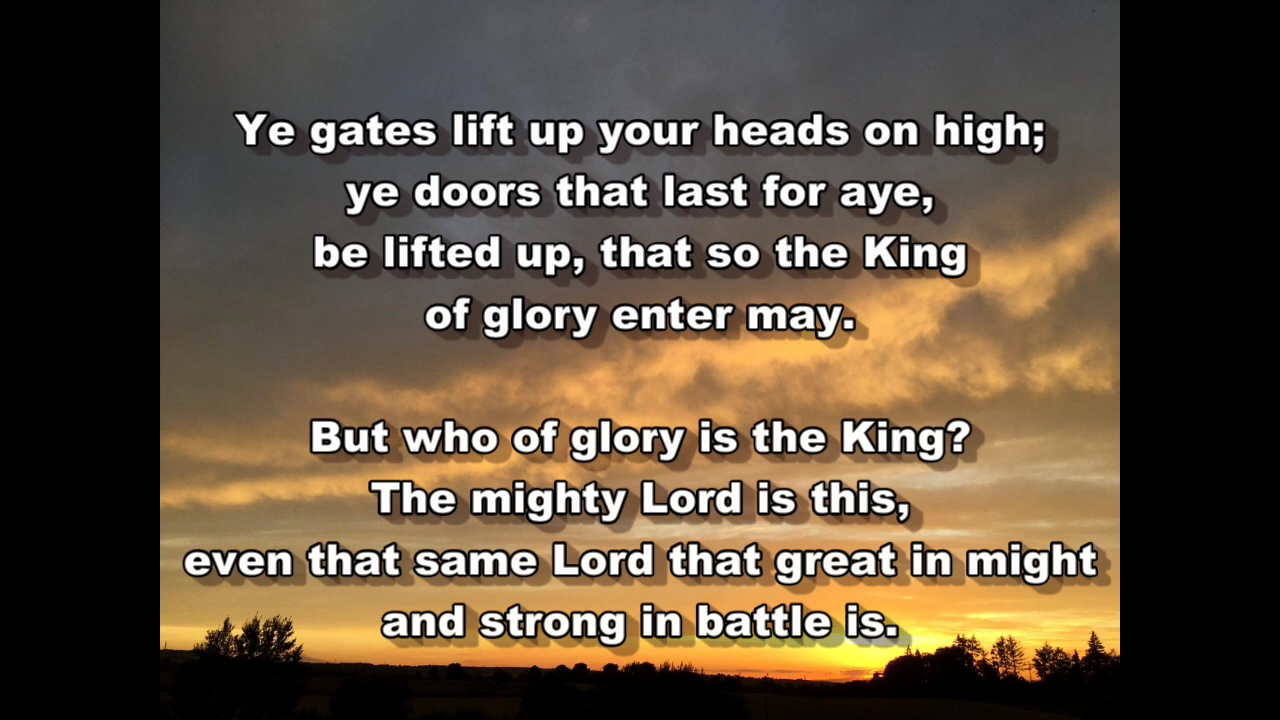 Ye gates lift up your heads on high;
ye doors that last for aye,
be lifted up, that so the King
of glory enter may.
But who of glory is the King?
The mighty Lord is this,
even that same Lord that great in might
and strong in battle is.